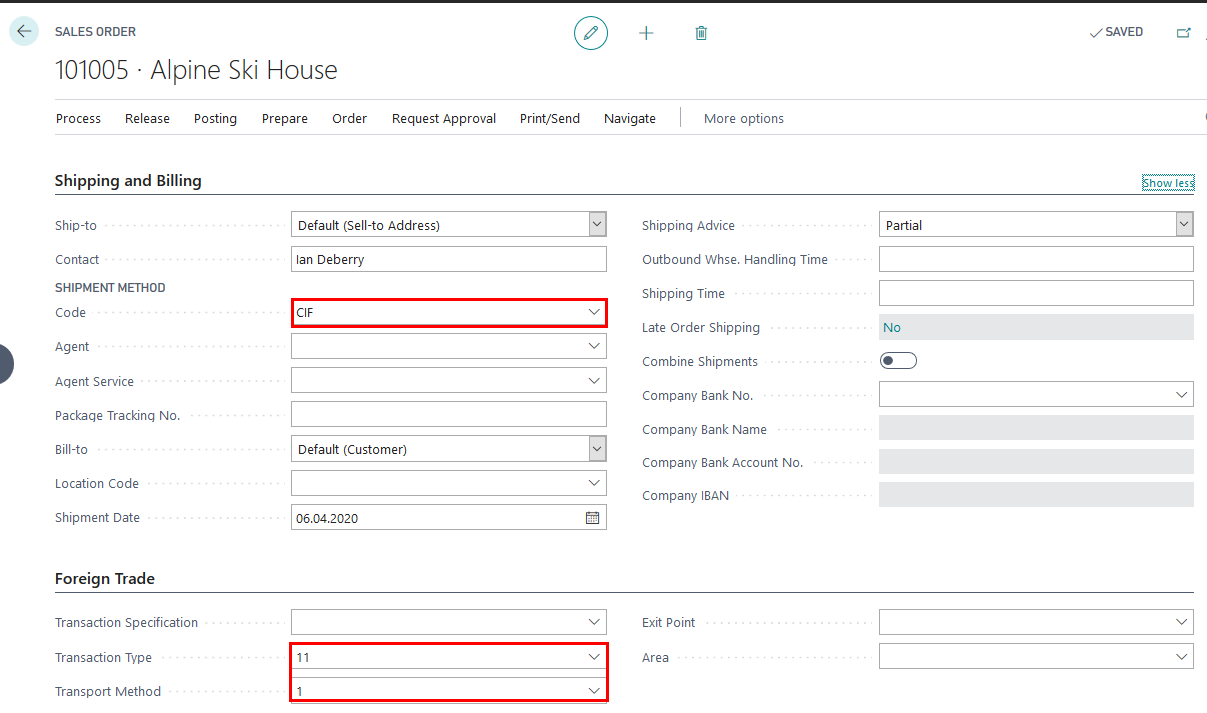 SALES ORDER
SAVED
101005 · Alpine Ski House
Process Release Posting Prepare Order Request Approval Print/Send Navigate More options
Shipping and Billing
Show less
Ship-to Default (Sell-to Address)
Contact Ian Deberry
SHIPMENT METHOD
Code CIF
Agent
Agent Service
Package Tracking No.
Bill-to Default (Customer)
Location Code
Shipment Date 06.04.2020
Shipping Advice Partial
Outbound Whse. Handling Time
Shipping Time
Late Order Shipping No
Combine Shipments
Company Bank No.
Company Bank Name
Company Bank Account No.
Company IBAN
Foreign Trade
Transaction Specification
Transaction Type 11
Transport Method 1
Exit Point
Area